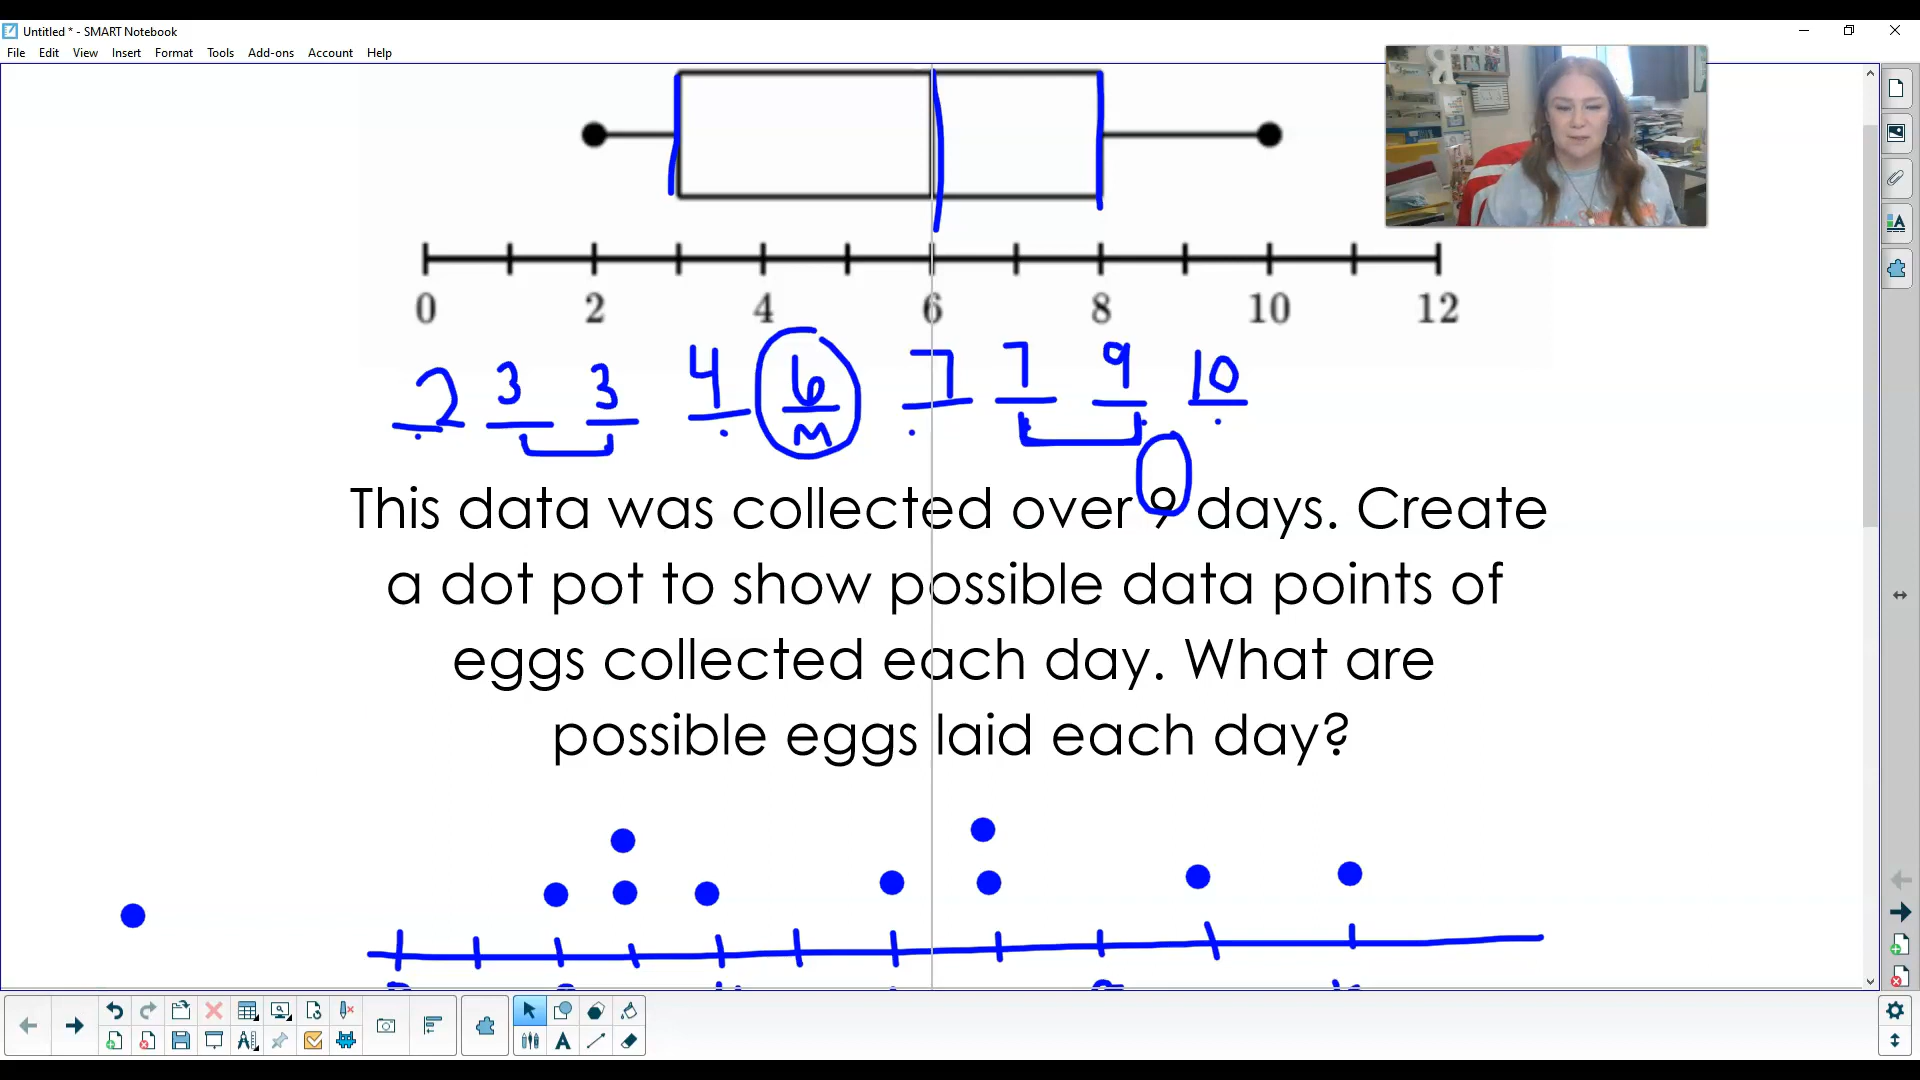 Untitled * - SMART Notebook
File Edit View Insert Format Tools Add-ons Account Help
0 2 4 6 8 10 12
2 3 3 4 6 7 7 9 10
M
This data was collected over 9 days. Create
a dot pot to show possible data points of
eggs collected each day. What are
possible eggs laid each day?